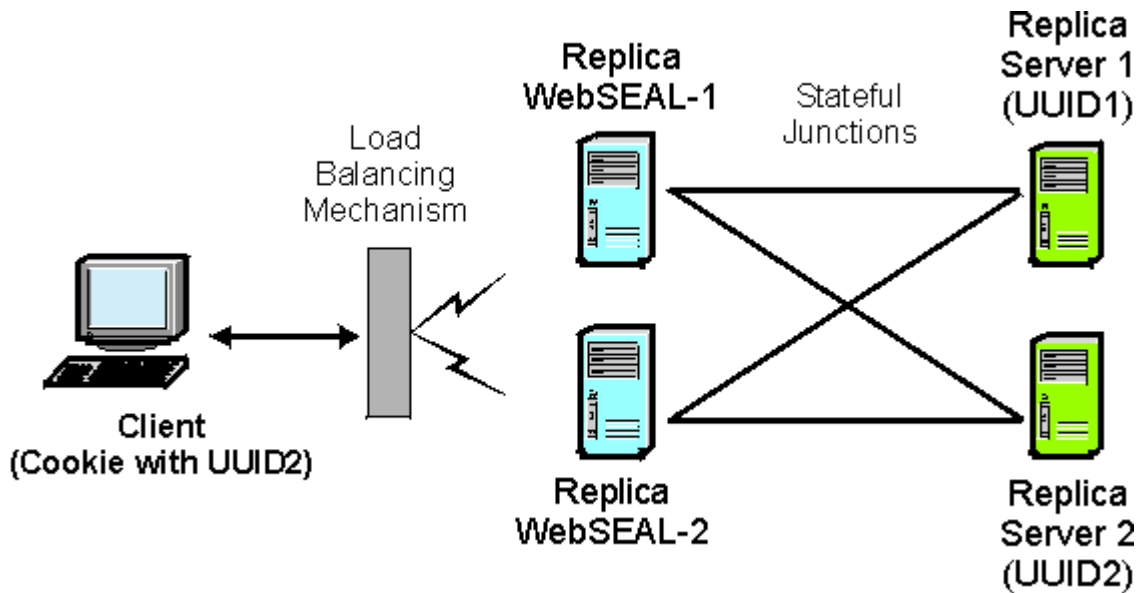 Replica
Server 1
(UUID1)
Replica
WebSEAL-1
Stateful
Junctions
Load
Balancing
Mechanism
Client
(Cookie with UUID2)
Replica
WebSEAL-2
Replica
Server 2
(UUID2)